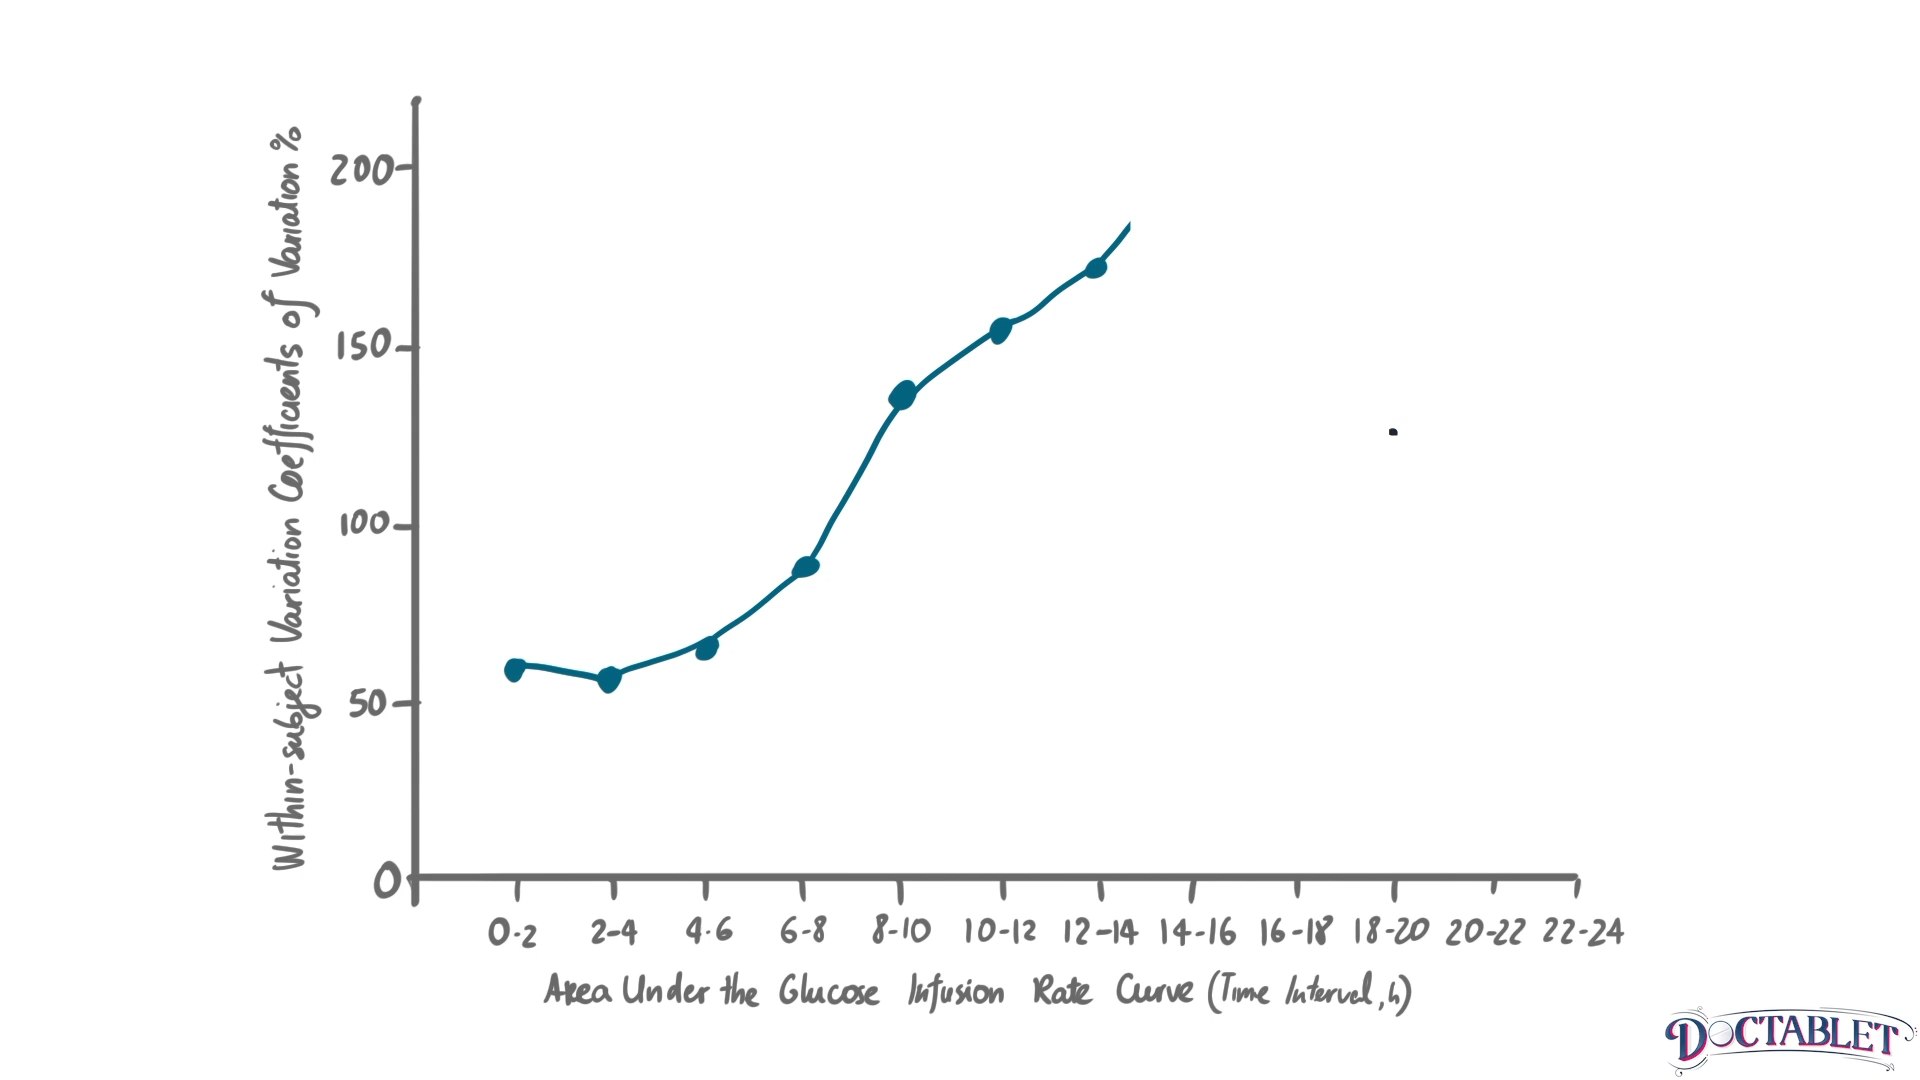 Within-subject Variation Coefficients of Variation %
200
150
100
50
0
0-2 2-4 4-6 6-8 8-10 10-12 12-14 14-16 16-18 18-20 20-22 22-24
Area Under the Glucose Infusion Rate Curve (Time Interval, h)
DOCTABLET